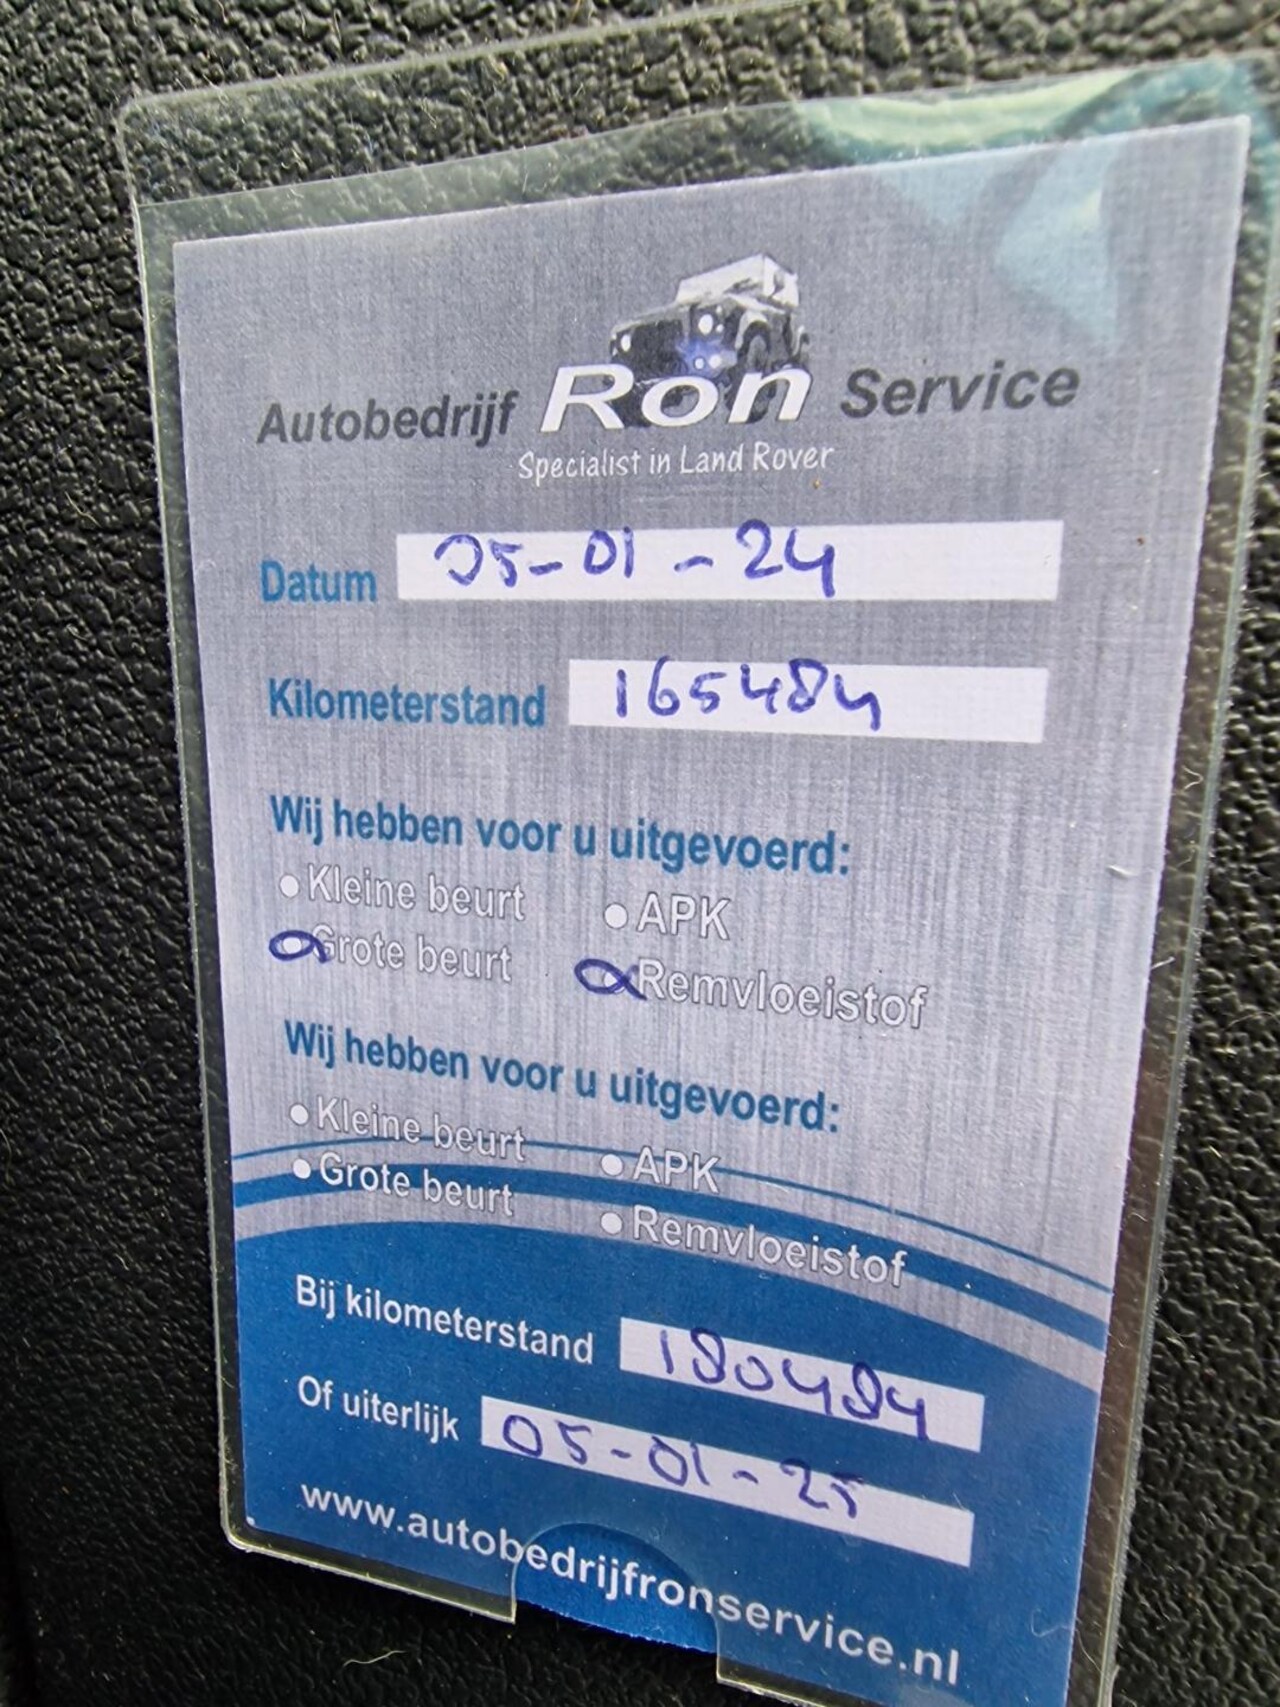 Autobedrijf Ron Service
Specialist in Land Rover
Datum 05-01-24
Kilometerstand 165484
Wij hebben voor u uitgevoerd:
• Kleine beurt • APK
• Grote beurt • Remvloeistof
Wij hebben voor u uitgevoerd:
• Kleine beurt • APK
• Grote beurt • Remvloeistof
Bij kilometerstand 180484
Of uiterlijk 05-01-25
www.autobedrijfronservice.nl